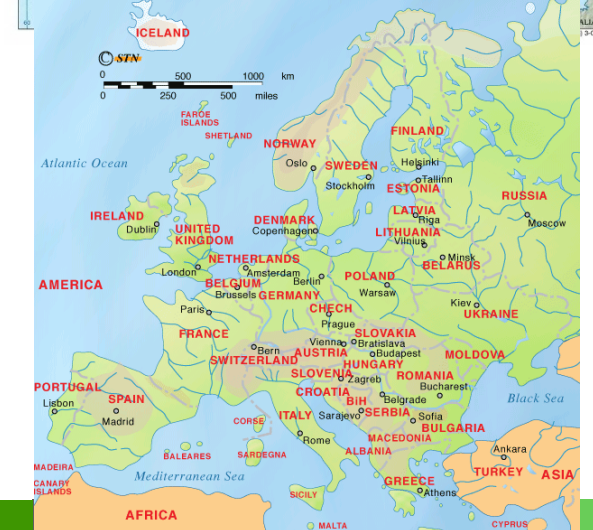 60
ALI
| 3-0
ICELAND
© STN
0 500 1000 km
0 250 500 miles
FAROE
ISLANDS
SHETLAND
NORWAY
FINLAND
Atlantic Ocean
Oslo
SWEDEN
Helsinki
Stockholm
Tallinn
ESTONIA
RUSSIA
IRELAND
Dublin
UNITED
KINGDOM
DENMARK
Copenhagen
LATVIA
Riga
Moscow
LITHUANIA
Vilnius
NETHERLANDS
Minsk
BELARUS
London
Amsterdam
AMERICA
BELGIUM
Brussels
Berlin
GERMANY
POLAND
Warsaw
Paris
CHECH
Prague
Kiev
UKRAINE
FRANCE
SLOVAKIA
Vienna
Bratislava
Bern
SWITZERLAND
AUSTRIA
Budapest
HUNGARY
MOLDOVA
SLOVENIA
Zagreb
ROMANIA
PORTUGAL
Lisbon
SPAIN
Madrid
CROATIA
Bucharest
Belgrade
BIH
Black Sea
CORSE
ITALY
Sarajevo
SERBIA
Sofia
BULGARIA
Rome
MACEDONIA
ALBANIA
Ankara
MADEIRA
BALEARES
SARDEGNA
TURKEY
ASIA
CANARY
ISLANDS
Mediterranean Sea
GREECE
Athens
SICILY
AFRICA
MALTA
CYPRUS